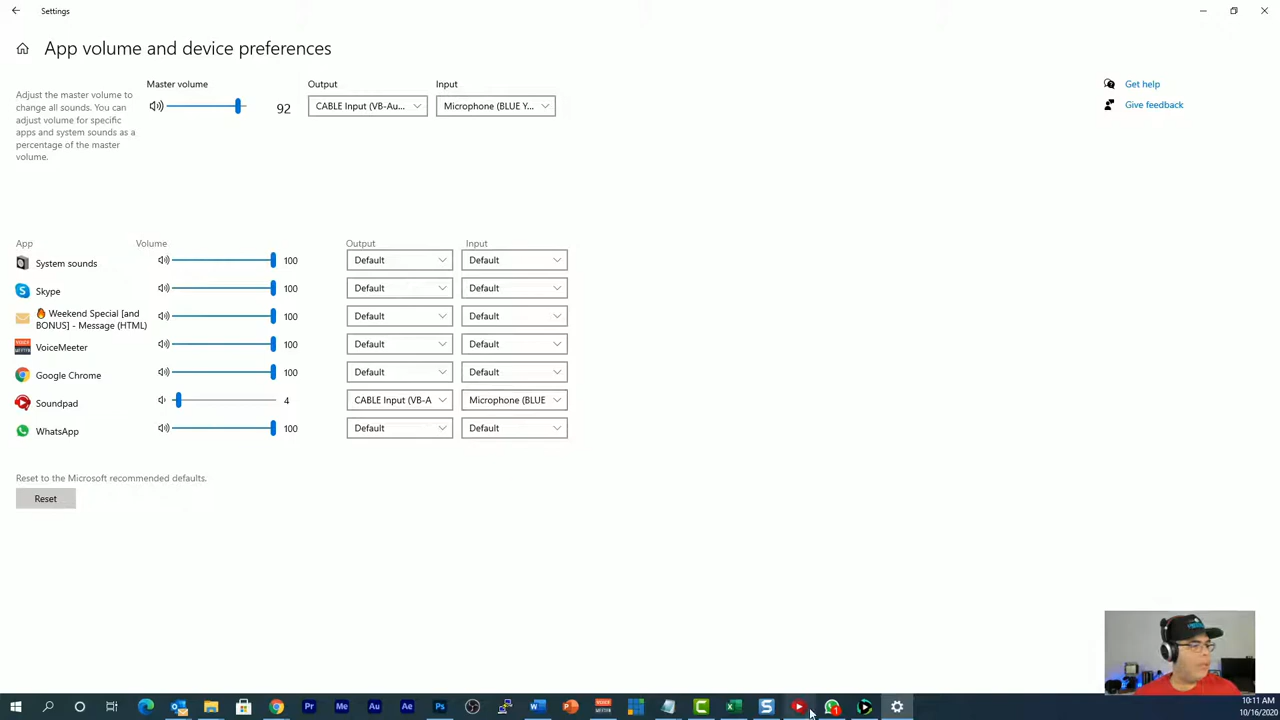 Settings
App volume and device preferences
Adjust the master volume to
change all sounds. You can
adjust volume for specific
apps and system sounds as a
percentage of the master
volume.
Master volume
92
Output
CABLE Input (VB-Au...
Input
Microphone (BLUE Y...
Get help
Give feedback
App Volume Output Input
System sounds 100 Default Default
Skype 100 Default Default
🔥 Weekend Special [and
BONUS] - Message (HTML)
100 Default Default
VoiceMeeter 100 Default Default
Google Chrome 100 Default Default
Soundpad 4 CABLE Input (VB-A Microphone (BLUE
WhatsApp 100 Default Default
Reset to the Microsoft recommended defaults.
Reset
Pr Me Au Ae Ps
10:11 AM
10/16/2020